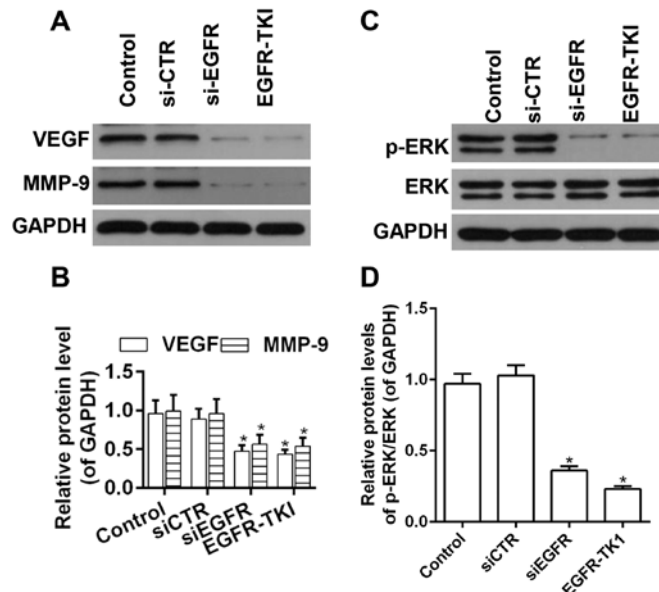 A
Control
si-CTR
si-EGFR
EGFR-TKI
VEGF
MMP-9
GAPDH
B
VEGF
MMP-9
Relative protein level
(of GAPDH)
1.5
1.0
0.5
0.0
* * * *
Control
siCTR
siEGFR
EGFR-TKI
C
Control
si-CTR
si-EGFR
EGFR-TKI
p-ERK
ERK
GAPDH
D
Relative protein levels
of p-ERK/ERK (of GAPDH)
1.5
1.0
0.5
0.0
* *
Control
siCTR
siEGFR
EGFR-TK1